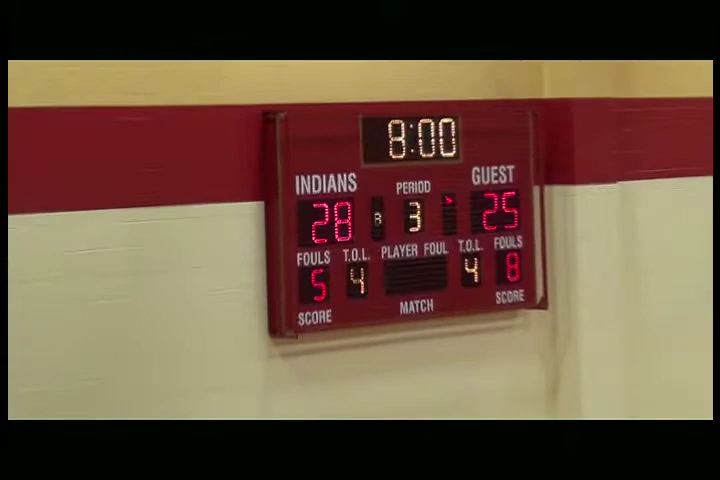 8:00
INDIANS PERIOD GUEST
28 B 3 25
FOULS T.O.L. PLAYER FOUL T.O.L. FOULS
5 4 4 8
SCORE MATCH SCORE